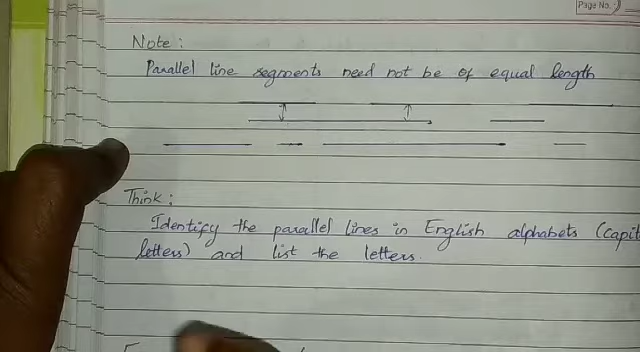 Page No.
Note :
Parallel line segments need not be of equal length
Think :
Identify the parallel lines in English alphabets (capit
letters) and list the letters.